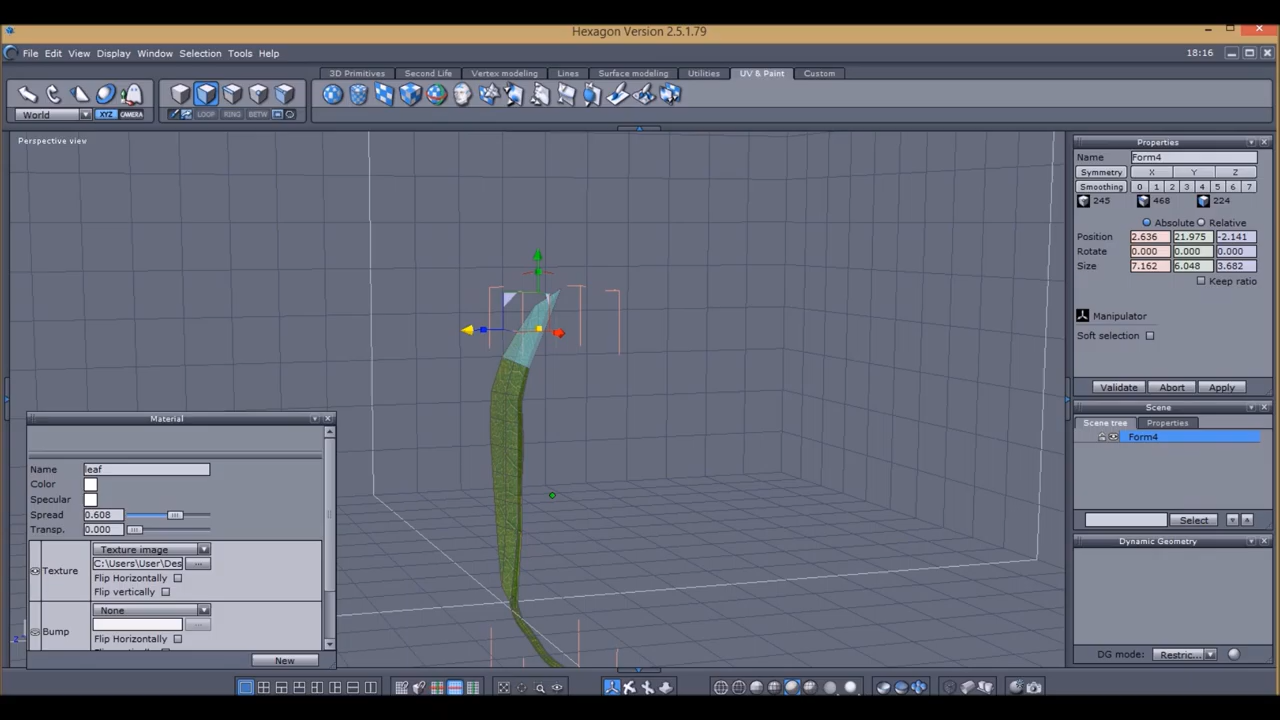 Hexagon Version 2.5.1.79
File Edit View Display Window Selection Tools Help
18:16
3D Primitives Second Life Vertex modeling Lines Surface modeling Utilities UV & Paint Custom
World XYZ CAMERA
LOOP RING BETW
Perspective view
Properties
Name Form4
Symmetry X Y Z
Smoothing 0 1 2 3 4 5 6 7
245 468 224
Absolute Relative
Position 2.636 21.975 -2.141
Rotate 0.000 0.000 0.000
Size 7.162 6.048 3.682
Keep ratio
Manipulator
Soft selection
Validate Abort Apply
Scene
Scene tree Properties
Form4
Select
Dynamic Geometry
DG mode: Restric...
Material
Name leaf
Color
Specular
Spread 0.608
Transp. 0.000
Texture image
Texture C:\Users\User\Des ...
Flip Horizontally
Flip vertically
None
Bump
Flip Horizontally
New